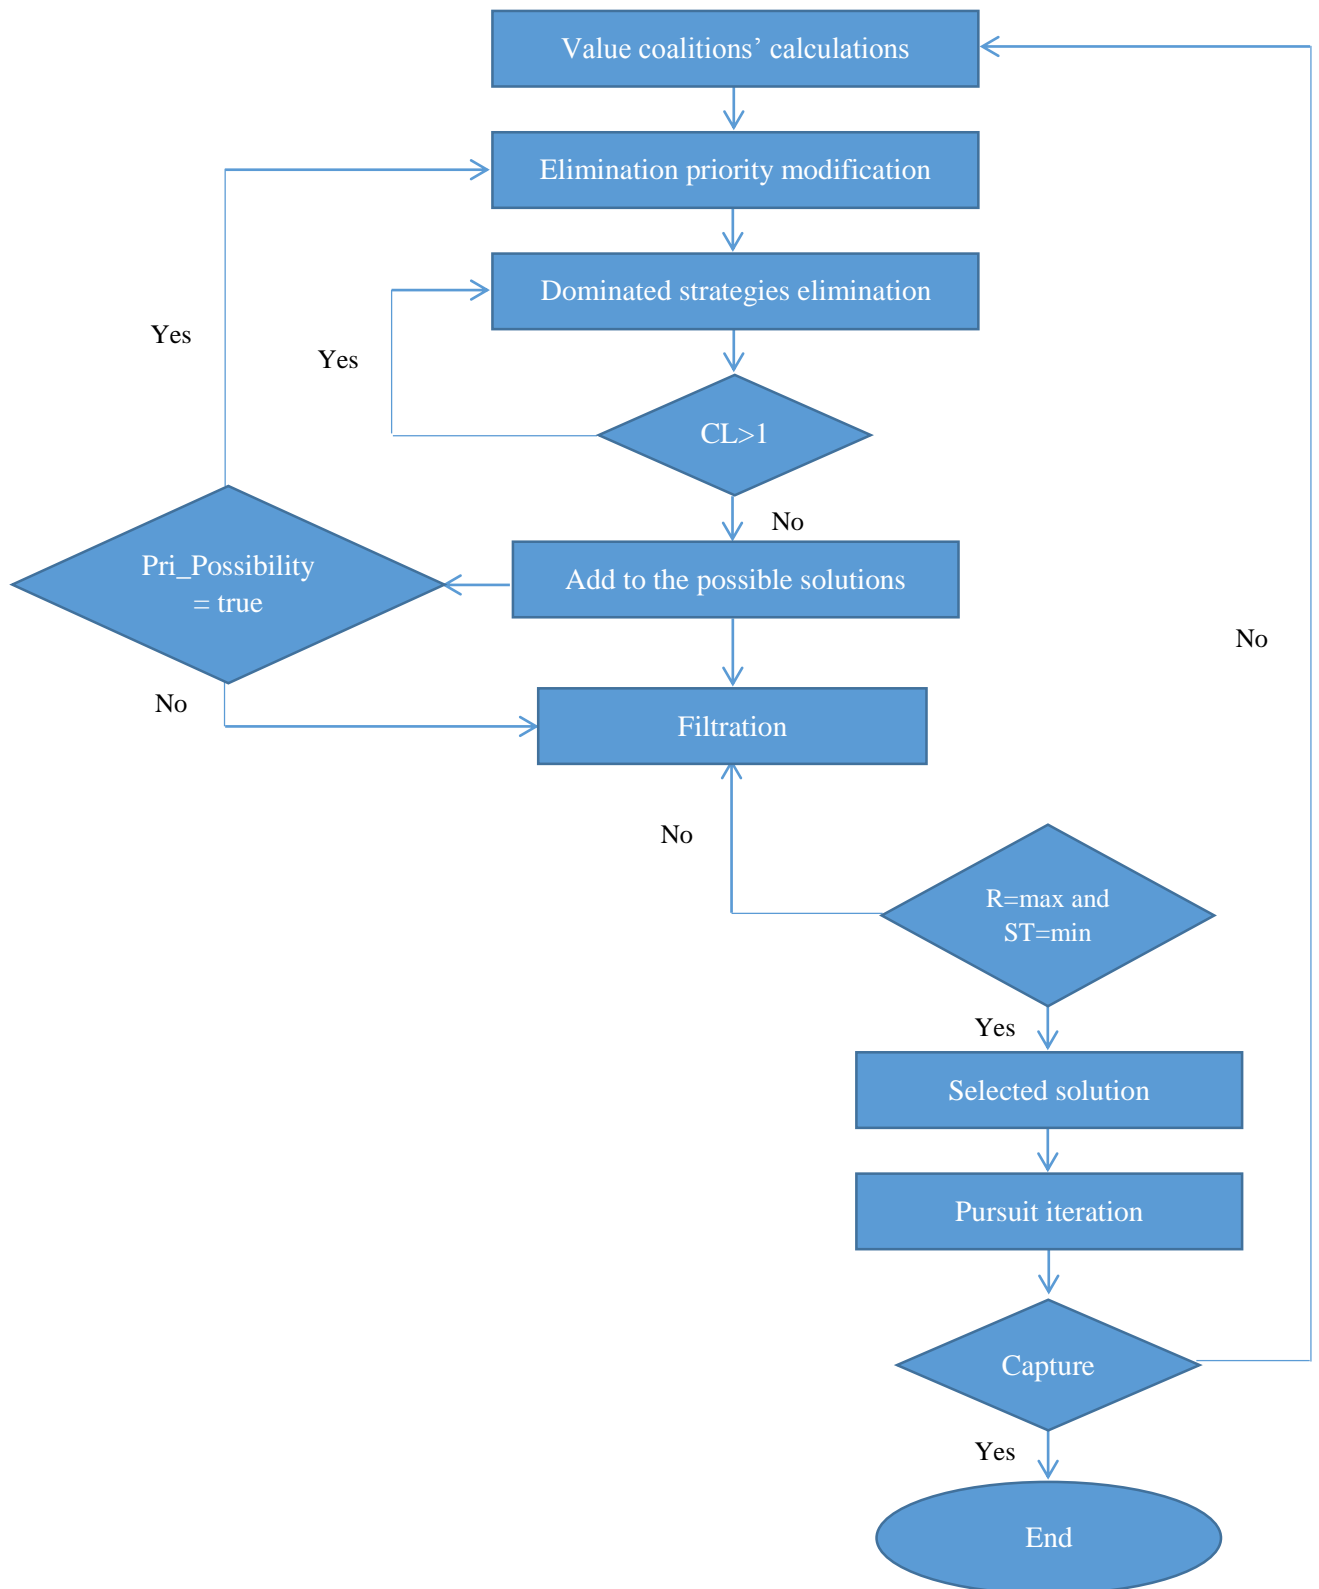 Value coalitions’ calculations
Elimination priority modification
Dominated strategies elimination
Yes
Yes
CL>1
No
Pri_Possibility
= true
Add to the possible solutions
No
No
Filtration
No
R=max and
ST=min
Yes
Selected solution
Pursuit iteration
Capture
Yes
End